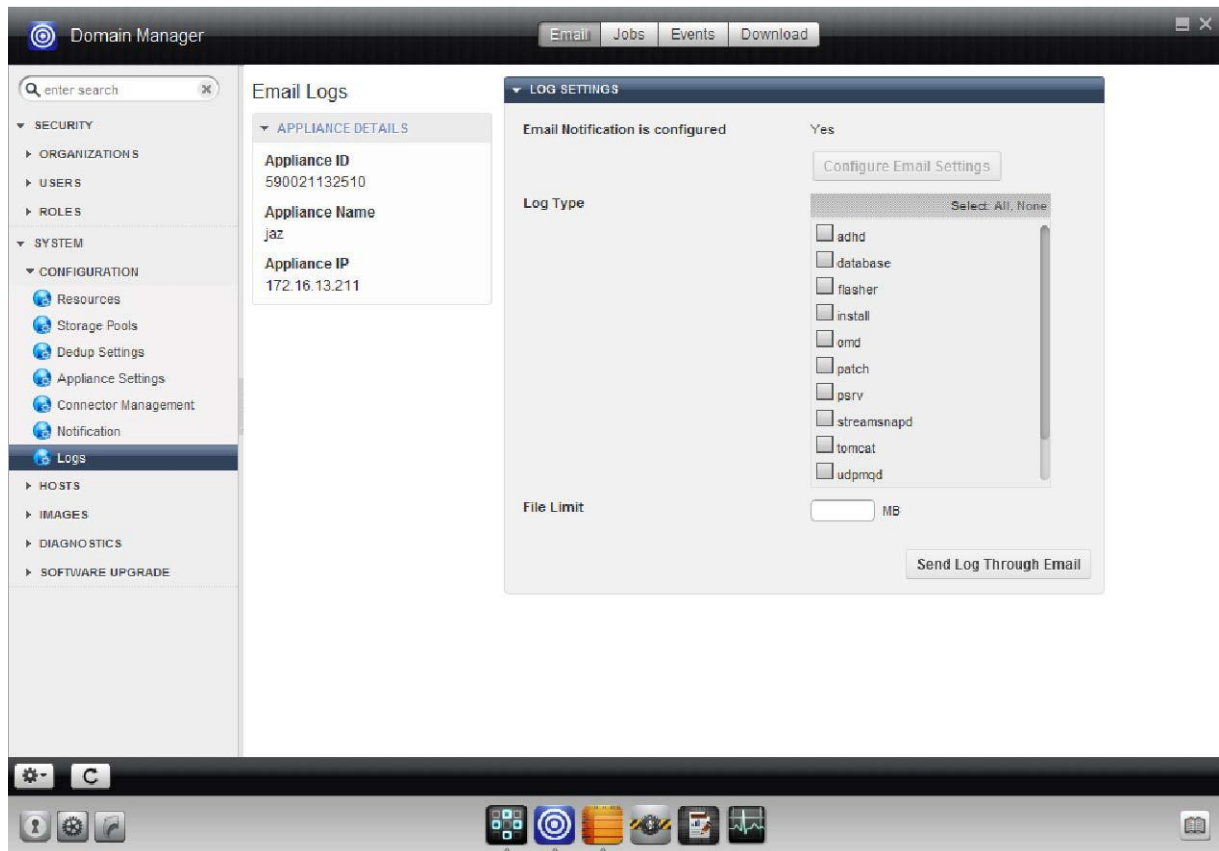 Domain Manager
Email
Jobs
Events
Download
enter search
SECURITY
ORGANIZATIONS
USERS
ROLES
SYSTEM
CONFIGURATION
Resources
Storage Pools
Dedup Settings
Appliance Settings
Connector Management
Notification
Logs
HOSTS
IMAGES
DIAGNOSTICS
SOFTWARE UPGRADE
Email Logs
APPLIANCE DETAILS
Appliance ID
590021132510
Appliance Name
jaz
Appliance IP
172.16.13.211
LOG SETTINGS
Email Notification is configured Yes
Configure Email Settings
Log Type
Select: All, None
adhd
database
flasher
install
omd
patch
psrv
streamsnapd
tomcat
udpmqd
File Limit MB
Send Log Through Email